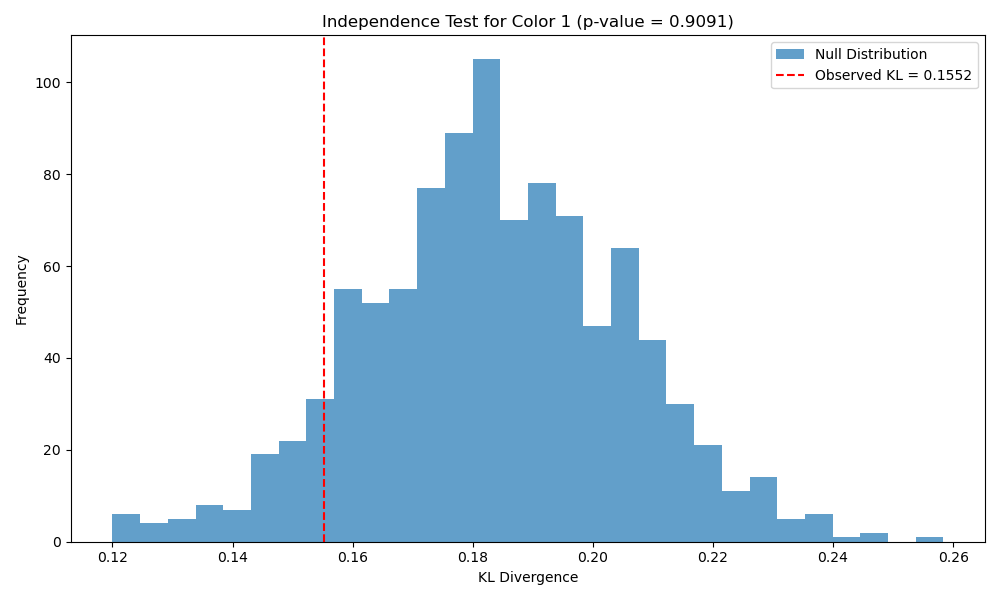 Independence Test for Color 1 (p-value = 0.9091)
Null Distribution
Observed KL = 0.1552
Frequency
100
80
60
40
20
0
0.12 0.14 0.16 0.18 0.20 0.22 0.24 0.26
KL Divergence